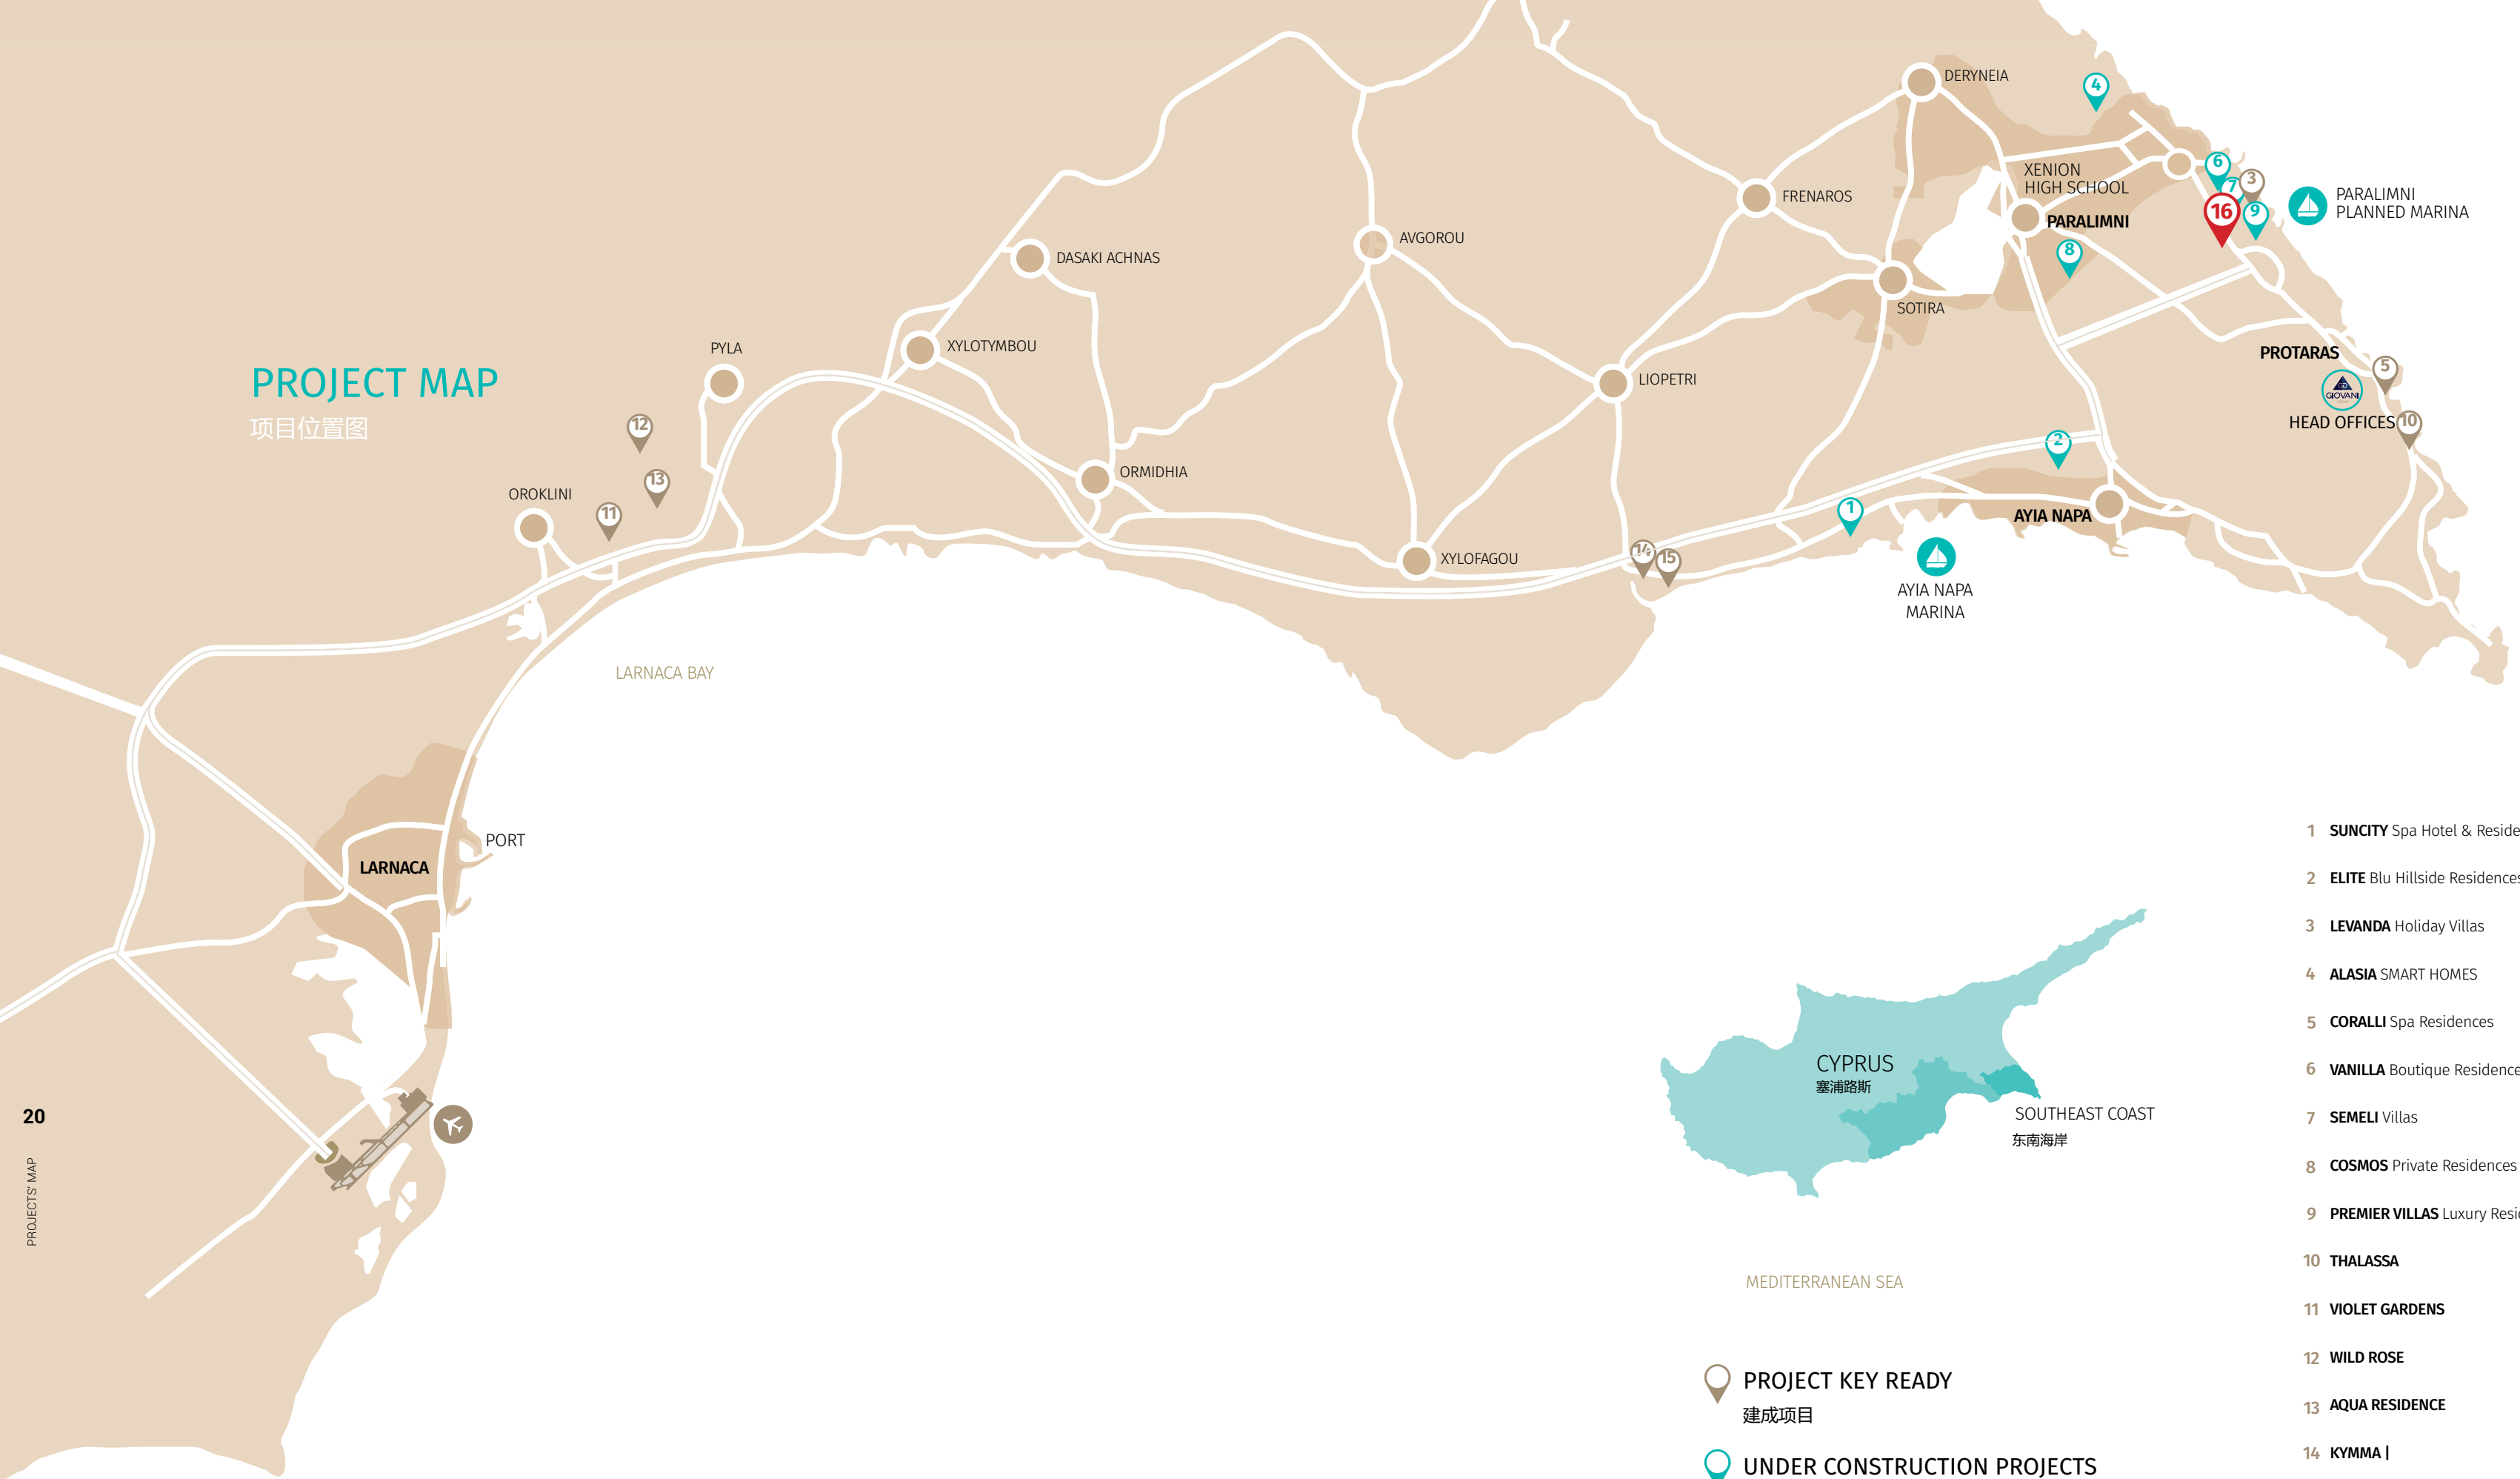 DERYNEIA
4
XENION
HIGH SCHOOL
6
7
3
16
9
PARALIMNI
PLANNED MARINA
FRENAROS
PARALIMNI
8
AVGOROU
DASAKI ACHNAS
SOTIRA
PYLA
XYLOTYMBOU
PROTARAS
5
GIOVANI
HEAD OFFICES
10
LIOPETRI
PROJECT MAP
项目位置图
12
13
11
OROKLINI
ORMIDHIA
2
1
AYIA NAPA
XYLOFAGOU
14
15
AYIA NAPA
MARINA
LARNACA BAY
PORT
LARNACA
CYPRUS
塞浦路斯
SOUTHEAST COAST
东南海岸
MEDITERRANEAN SEA
20
PROJECTS' MAP
PROJECT KEY READY
建成项目
UNDER CONSTRUCTION PROJECTS
1 SUNCITY Spa Hotel & Reside
2 ELITE Blu Hillside Residences
3 LEVANDA Holiday Villas
4 ALASIA SMART HOMES
5 CORALLI Spa Residences
6 VANILLA Boutique Residence
7 SEMELI Villas
8 COSMOS Private Residences
9 PREMIER VILLAS Luxury Resi
10 THALASSA
11 VIOLET GARDENS
12 WILD ROSE
13 AQUA RESIDENCE
14 KYMMA |